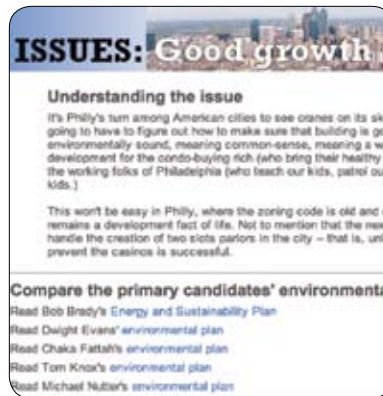 ISSUES: Good growth
Understanding the issue
It's Philly's turn among American cities to see cranes on its sk
going to have to figure out how to make sure that building is go
environmentally sound, meaning common-sense, meaning a w
development for the condo-buying rich (who bring their healthy
the working folks of Philadelphia (who teach our kids, patrol ou
kids.)
This won't be easy in Philly, where the zoning code is old and
remains a development fact of life. Not to mention that the nex
handle the creation of two slots parlors in the city – that is, unl
prevent the casinos is successful.
Compare the primary candidates' environmenta
Read Bob Brady's Energy and Sustainability Plan
Read Dwight Evans' environmental plan
Read Chaka Fattah's environmental plan
Read Tom Knox's environmental plan
Read Michael Nutter's environmental plan